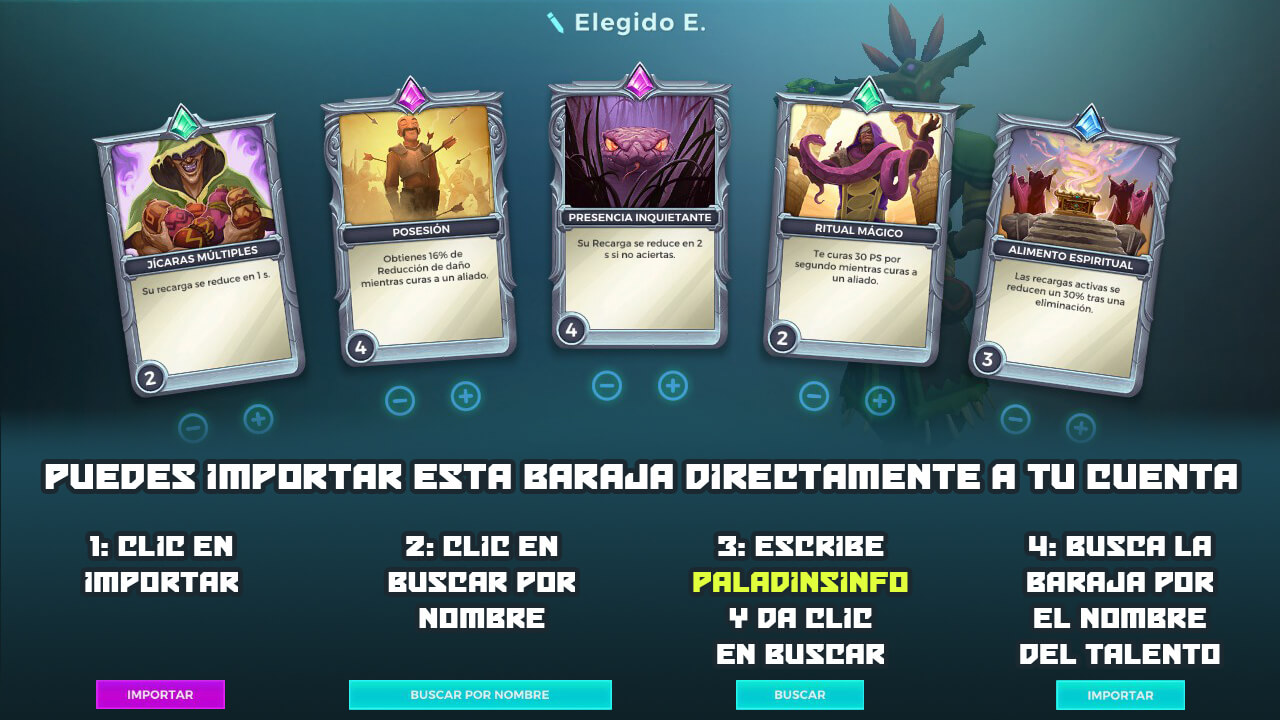 Elegido E.
JÍCARAS MÚLTIPLES
Su recarga se reduce en 1 s.
2
POSESIÓN
Obtienes 16% de
Reducción de daño
mientras curas a un aliado.
4
PRESENCIA INQUIETANTE
Su Recarga se reduce en 2
s si no aciertas.
4
RITUAL MÁGICO
Te curas 30 PS por
segundo mientras curas a
un aliado.
2
ALIMENTO ESPIRITUAL
Las recargas activas se
reducen un 30% tras una
eliminación.
3
PUEDES IMPORTAR ESTA BARAJA DIRECTAMENTE A TU CUENTA
1: CLIC EN
IMPORTAR
IMPORTAR
2: CLIC EN
BUSCAR POR
NOMBRE
BUSCAR POR NOMBRE
3: ESCRIBE
PALADINSINFO
Y DA CLIC
EN BUSCAR
BUSCAR
4: BUSCA LA
BARAJA POR
EL NOMBRE
DEL TALENTO
IMPORTAR